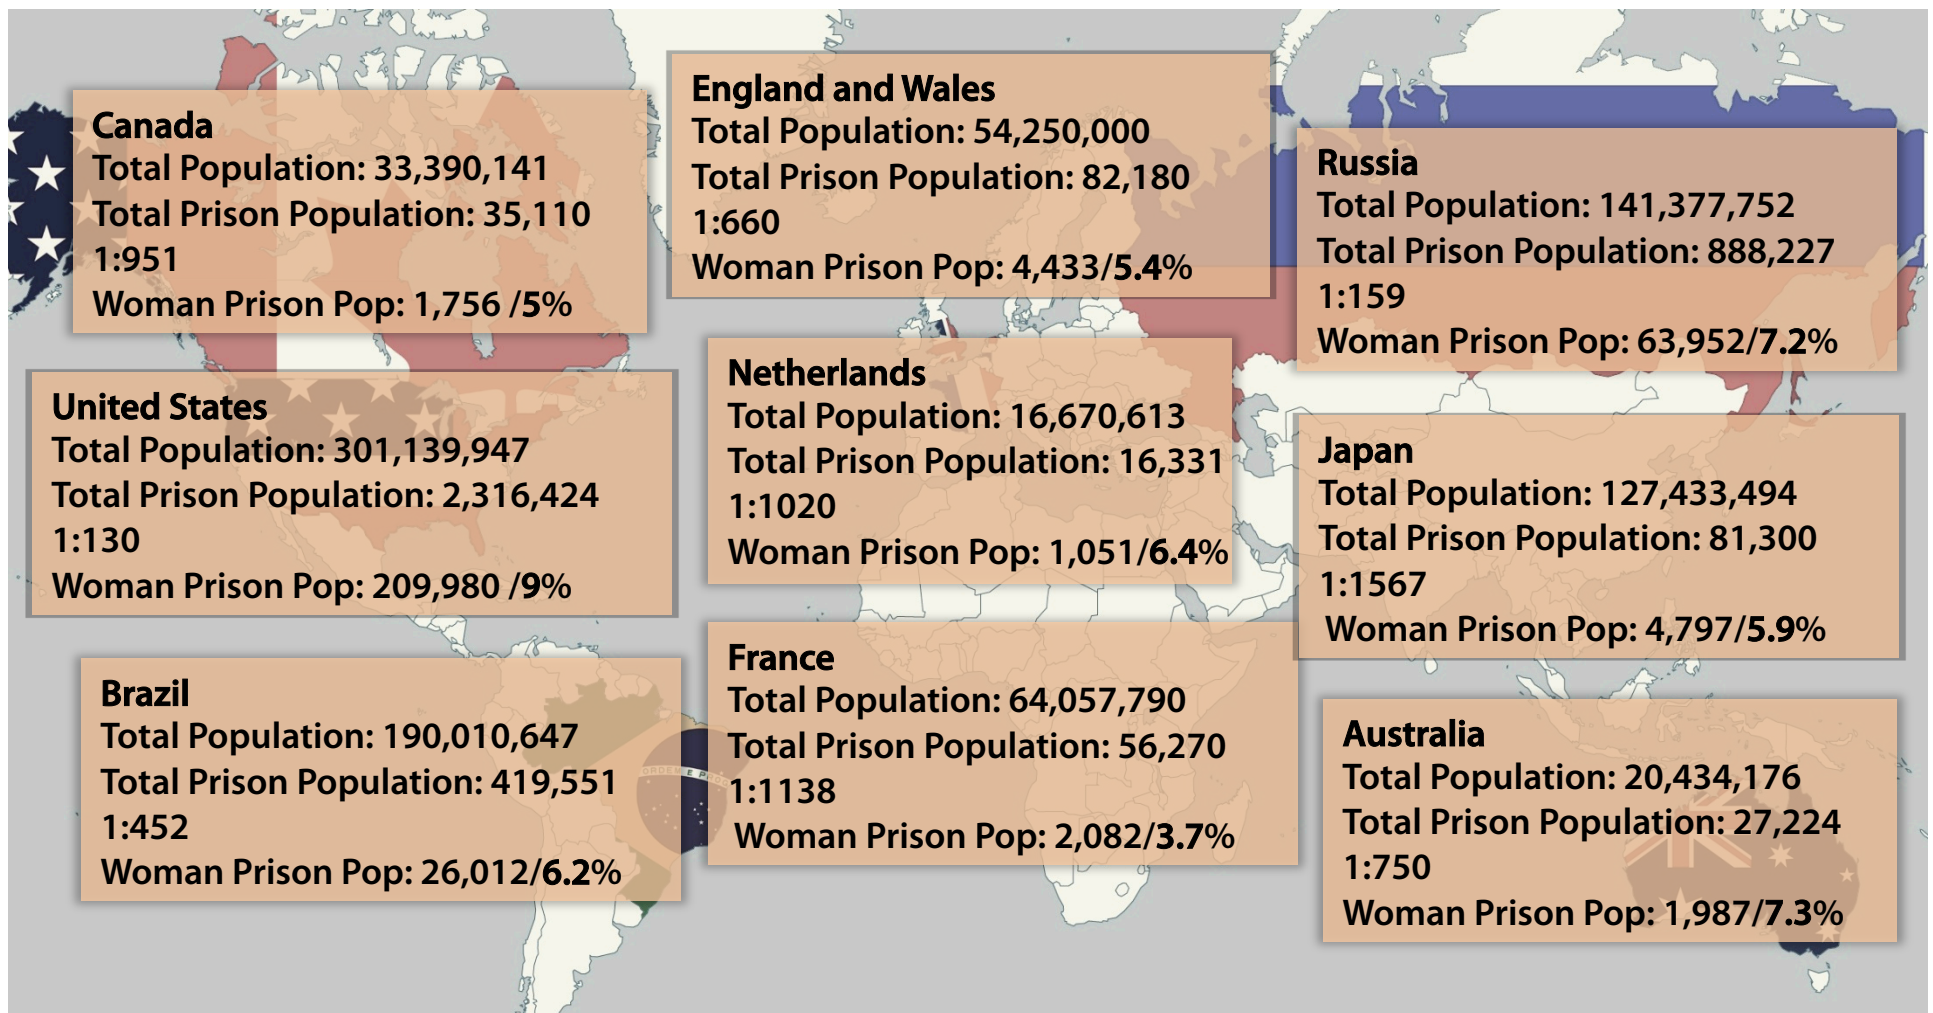 Canada
Total Population: 33,390,141
Total Prison Population: 35,110
1:951
Woman Prison Pop: 1,756 /5%
England and Wales
Total Population: 54,250,000
Total Prison Population: 82,180
1:660
Woman Prison Pop: 4,433/5.4%
Russia
Total Population: 141,377,752
Total Prison Population: 888,227
1:159
Woman Prison Pop: 63,952/7.2%
United States
Total Population: 301,139,947
Total Prison Population: 2,316,424
1:130
Woman Prison Pop: 209,980 /9%
Netherlands
Total Population: 16,670,613
Total Prison Population: 16,331
1:1020
Woman Prison Pop: 1,051/6.4%
Japan
Total Population: 127,433,494
Total Prison Population: 81,300
1:1567
Woman Prison Pop: 4,797/5.9%
Brazil
Total Population: 190,010,647
Total Prison Population: 419,551
1:452
Woman Prison Pop: 26,012/6.2%
France
Total Population: 64,057,790
Total Prison Population: 56,270
1:1138
Woman Prison Pop: 2,082/3.7%
Australia
Total Population: 20,434,176
Total Prison Population: 27,224
1:750
Woman Prison Pop: 1,987/7.3%